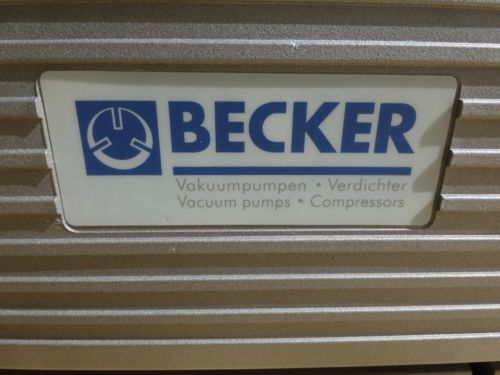 BECKER
Vakuumpumpen • Verdichter
Vacuum pumps • Compressors